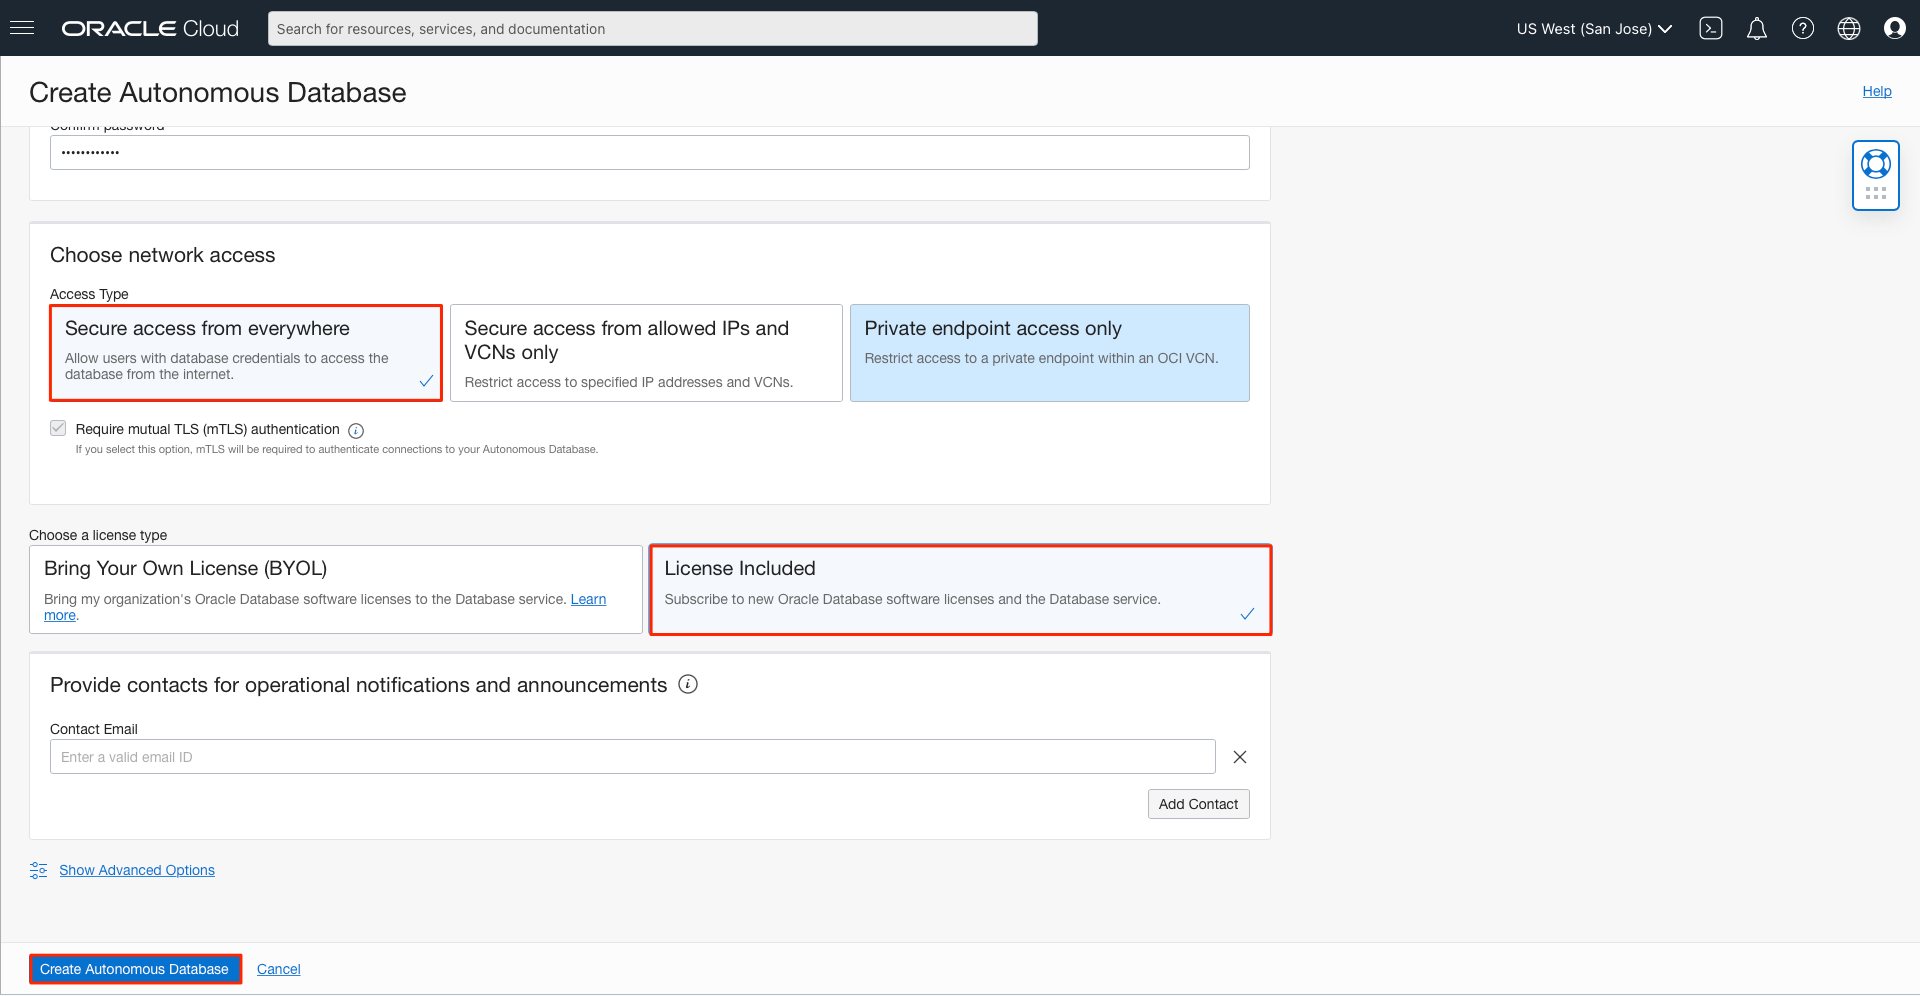 ORACLE Cloud
Search for resources, services, and documentation
US West (San Jose)
Create Autonomous Database
Help
Confirm password
••••••••••••
Choose network access
Access Type
Secure access from everywhere
Allow users with database credentials to access the
database from the internet.
Secure access from allowed IPs and
VCNs only
Restrict access to specified IP addresses and VCNs.
Private endpoint access only
Restrict access to a private endpoint within an OCI VCN.
Require mutual TLS (mTLS) authentication
If you select this option, mTLS will be required to authenticate connections to your Autonomous Database.
Choose a license type
Bring Your Own License (BYOL)
Bring my organization's Oracle Database software licenses to the Database service. Learn
more.
License Included
Subscribe to new Oracle Database software licenses and the Database service.
Provide contacts for operational notifications and announcements
Contact Email
Enter a valid email ID
Add Contact
Show Advanced Options
Create Autonomous Database
Cancel